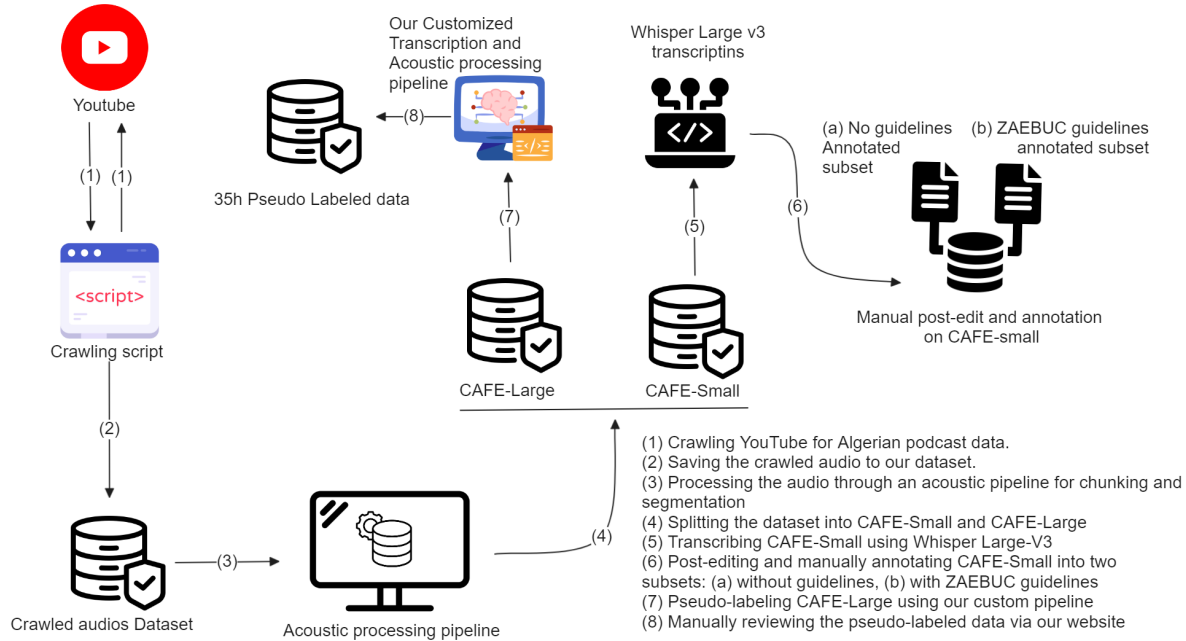 Youtube
(1)
(1)
<script>
Crawling script
(2)
Crawled audios Dataset
(3)
Acoustic processing pipeline
(4)
CAFE-Large
CAFE-Small
(7)
Our Customized
Transcription and
Acoustic processing
pipeline
(8)
35h Pseudo Labeled data
(5)
Whisper Large v3
transcriptins
</>
(6)
(a) No guidelines
Annotated
subset
(b) ZAEBUC guidelines
annotated subset
Manual post-edit and annotation
on CAFE-small
(1) Crawling YouTube for Algerian podcast data.
(2) Saving the crawled audio to our dataset.
(3) Processing the audio through an acoustic pipeline for chunking and
segmentation
(4) Splitting the dataset into CAFE-Small and CAFE-Large
(5) Transcribing CAFE-Small using Whisper Large-V3
(6) Post-editing and manually annotating CAFE-Small into two
subsets: (a) without guidelines, (b) with ZAEBUC guidelines
(7) Pseudo-labeling CAFE-Large using our custom pipeline
(8) Manually reviewing the pseudo-labeled data via our website